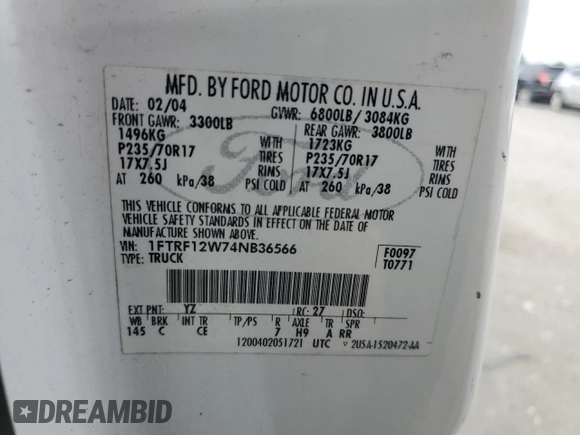 MFD. BY FORD MOTOR CO. IN U.S.A.
DATE: 02/04 GVWR: 6800LB/ 3084KG
FRONT GAWR: 3300LB REAR GAWR: 3800LB
1496KG WITH 1723KG WITH
P235/70R17 TIRES P235/70R17 TIRES
17X7.5J RIMS 17X7.5J RIMS
AT 260 kPa/38 PSI COLD AT 260 kPa/38 PSI COLD
Ford
THIS VEHICLE CONFORMS TO ALL APPLICABLE FEDERAL MOTOR
VEHICLE SAFETY STANDARDS IN EFFECT ON THE DATE OF
MANUFACTURE SHOWN ABOVE.
VIN: 1FTRF12W74NB36566 F0097
TYPE: TRUCK T0771
EXT PNT: YZ RC: 27 DSO:
WB BRK INT TR TP/PS R AXLE TR SPR
145 C CE 7 H9 A RR
1200402051721 UTC 2USA-1520472-AA
DREAMBID